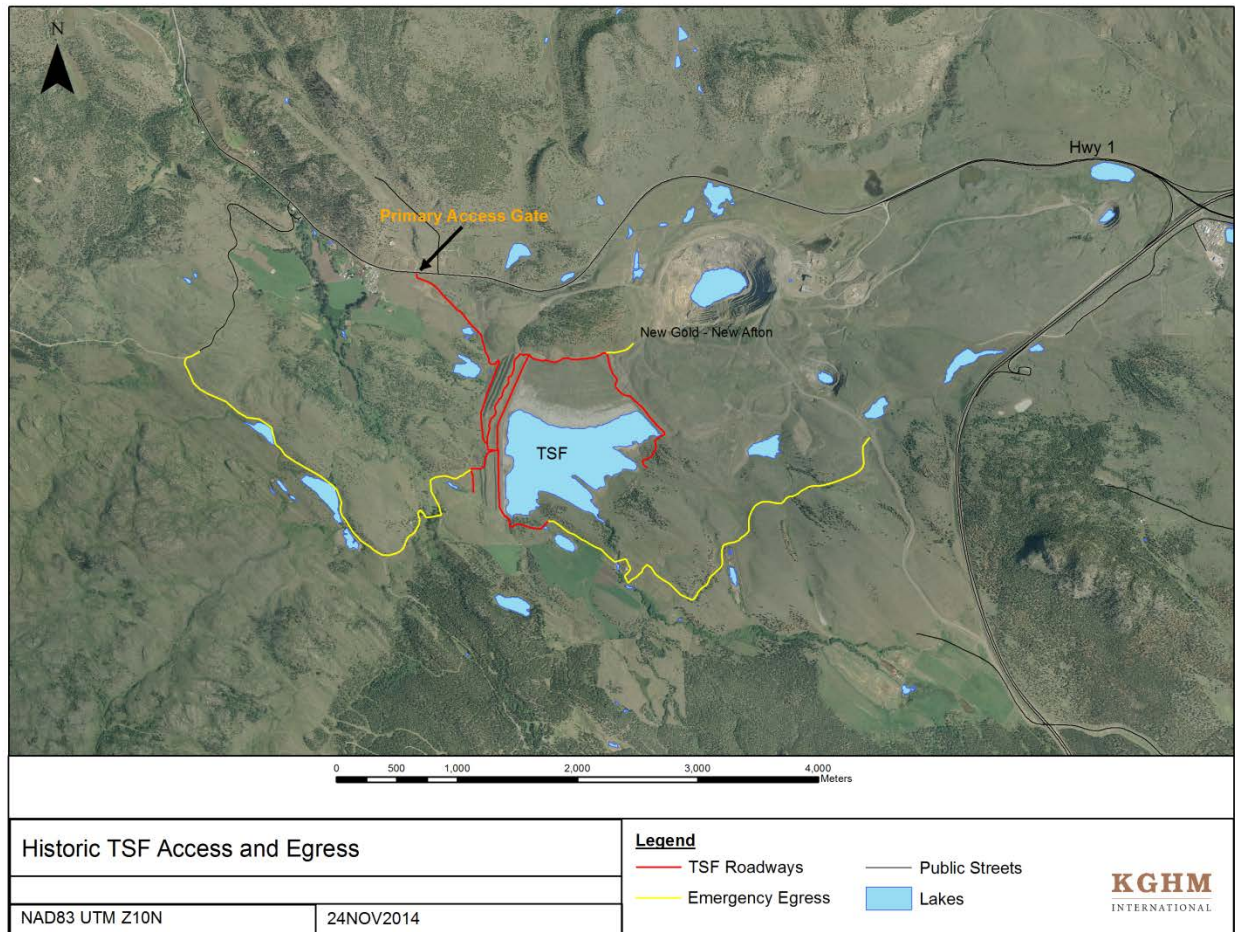 N
Hwy 1
Primary Access Gate
New Gold - New Afton
TSF
0 500 1,000 2,000 3,000 4,000
Meters
Historic TSF Access and Egress
NAD83 UTM Z10N
24NOV2014
Legend
TSF Roadways
Public Streets
Emergency Egress
Lakes
KGHM
INTERNATIONAL